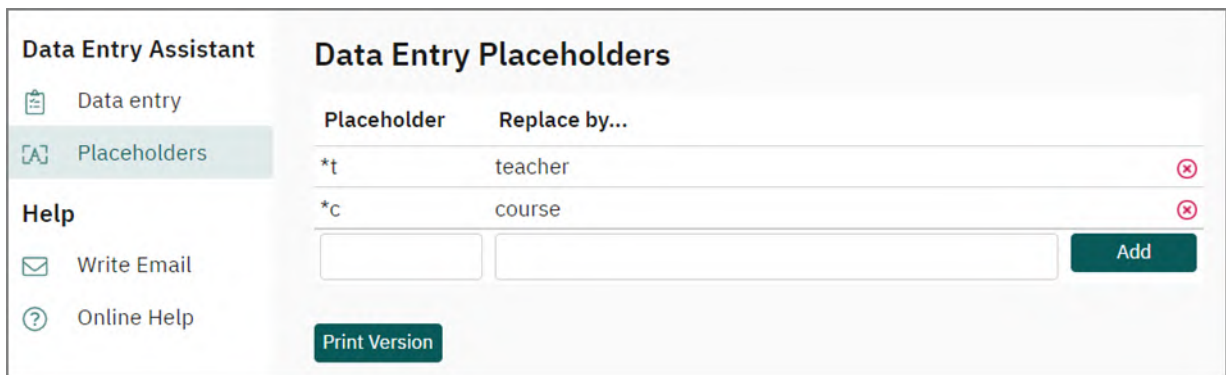 Data Entry Assistant
Data entry
Placeholders
Help
Write Email
Online Help
Data Entry Placeholders
Placeholder Replace by...
*t teacher
*c course
Add
Print Version